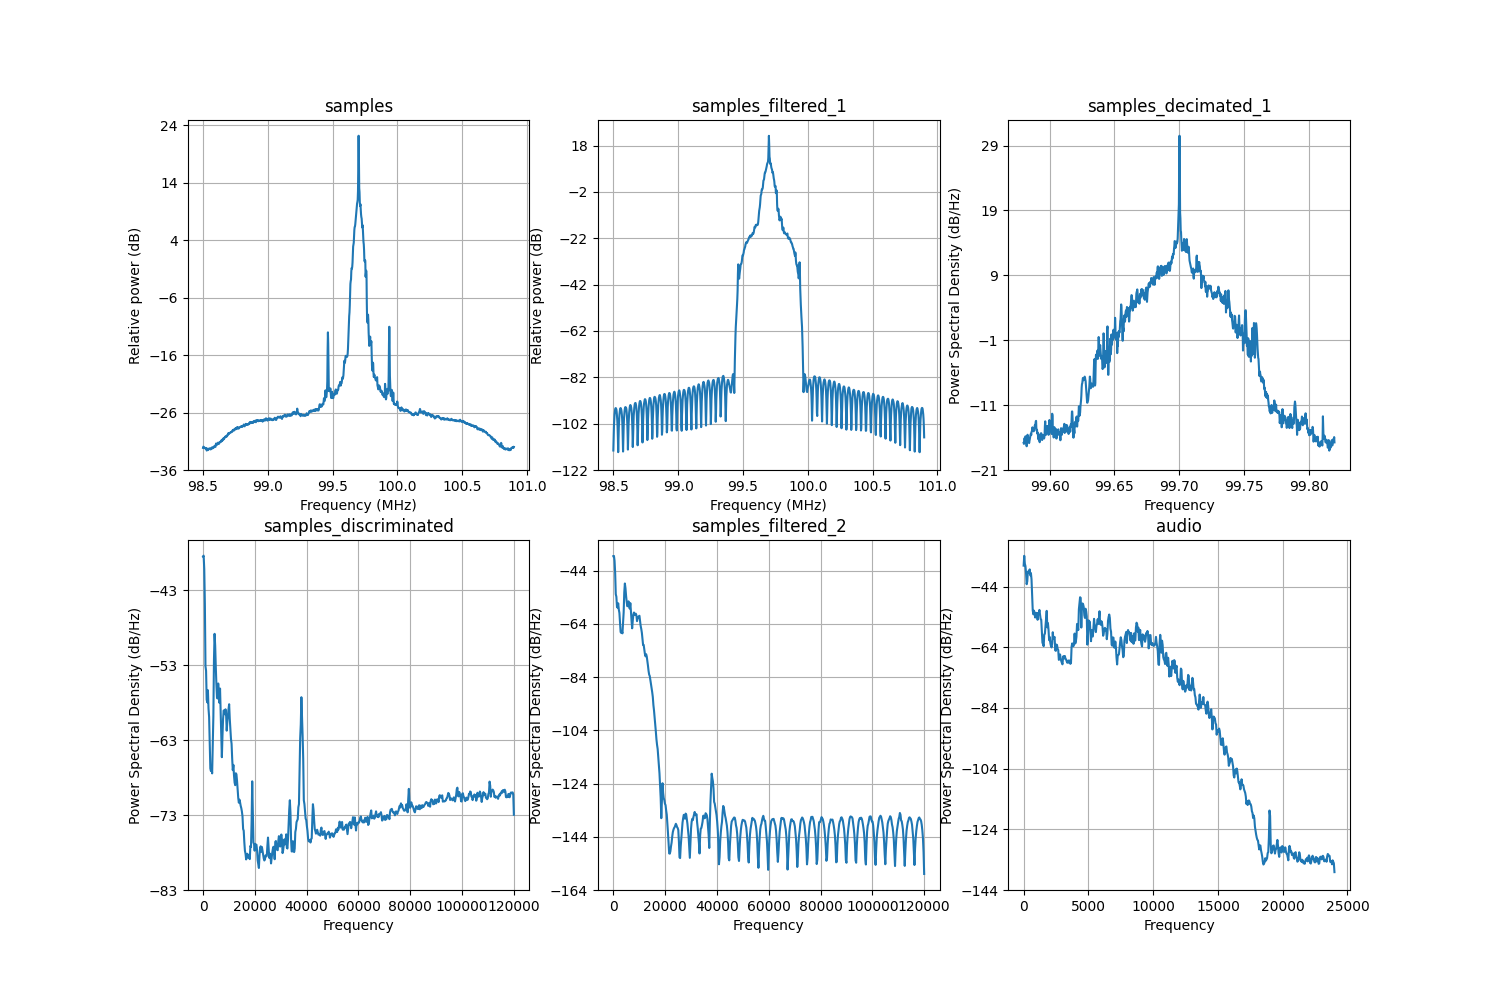 samples
samples_filtered_1
samples_decimated_1
24
14
4
−6
−16
−26
−36
Relative power (dB)
98.5 99.0 99.5 100.0 100.5 101.0
Frequency (MHz)
18
−2
−22
−42
−62
−82
−102
−122
Relative power (dB)
98.5 99.0 99.5 100.0 100.5 101.0
Frequency (MHz)
29
19
9
−1
−11
−21
Power Spectral Density (dB/Hz)
99.60 99.65 99.70 99.75 99.80
Frequency
samples_discriminated
samples_filtered_2
audio
−43
−53
−63
−73
−83
Power Spectral Density (dB/Hz)
0 20000 40000 60000 80000 100000 120000
Frequency
−44
−64
−84
−104
−124
−144
−164
Power Spectral Density (dB/Hz)
0 20000 40000 60000 80000 100000 120000
Frequency
−44
−64
−84
−104
−124
−144
Power Spectral Density (dB/Hz)
0 5000 10000 15000 20000 25000
Frequency